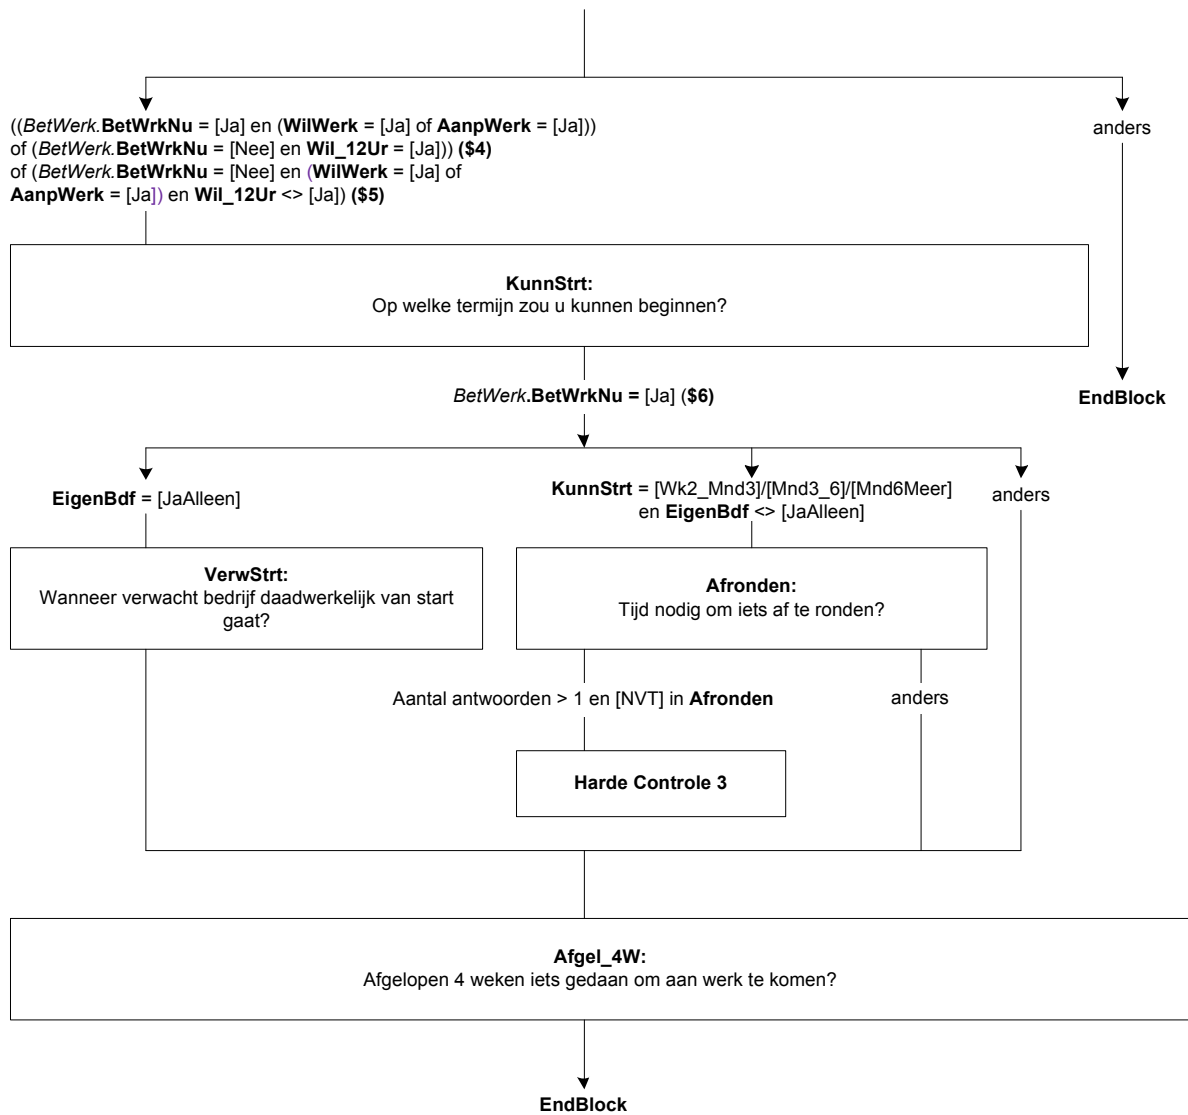 ((BetWerk.BetWrkNu = [Ja] en (WilWerk = [Ja] of AanpWerk = [Ja]))
of (BetWerk.BetWrkNu = [Nee] en Wil_12Ur = [Ja])) ($4)
of (BetWerk.BetWrkNu = [Nee] en (WilWerk = [Ja] of
AanpWerk = [Ja]) en Wil_12Ur <> [Ja]) ($5)
anders
KunnStrt:
Op welke termijn zou u kunnen beginnen?
BetWerk.BetWrkNu = [Ja] ($6)
EndBlock
EigenBdf = [JaAlleen]
KunnStrt = [Wk2_Mnd3]/[Mnd3_6]/[Mnd6Meer]
en EigenBdf <> [JaAlleen]
anders
VerwStrt:
Wanneer verwacht bedrijf daadwerkelijk van start
gaat?
Afronden:
Tijd nodig om iets af te ronden?
Aantal antwoorden > 1 en [NVT] in Afronden
anders
Harde Controle 3
Afgel_4W:
Afgelopen 4 weken iets gedaan om aan werk te komen?
EndBlock